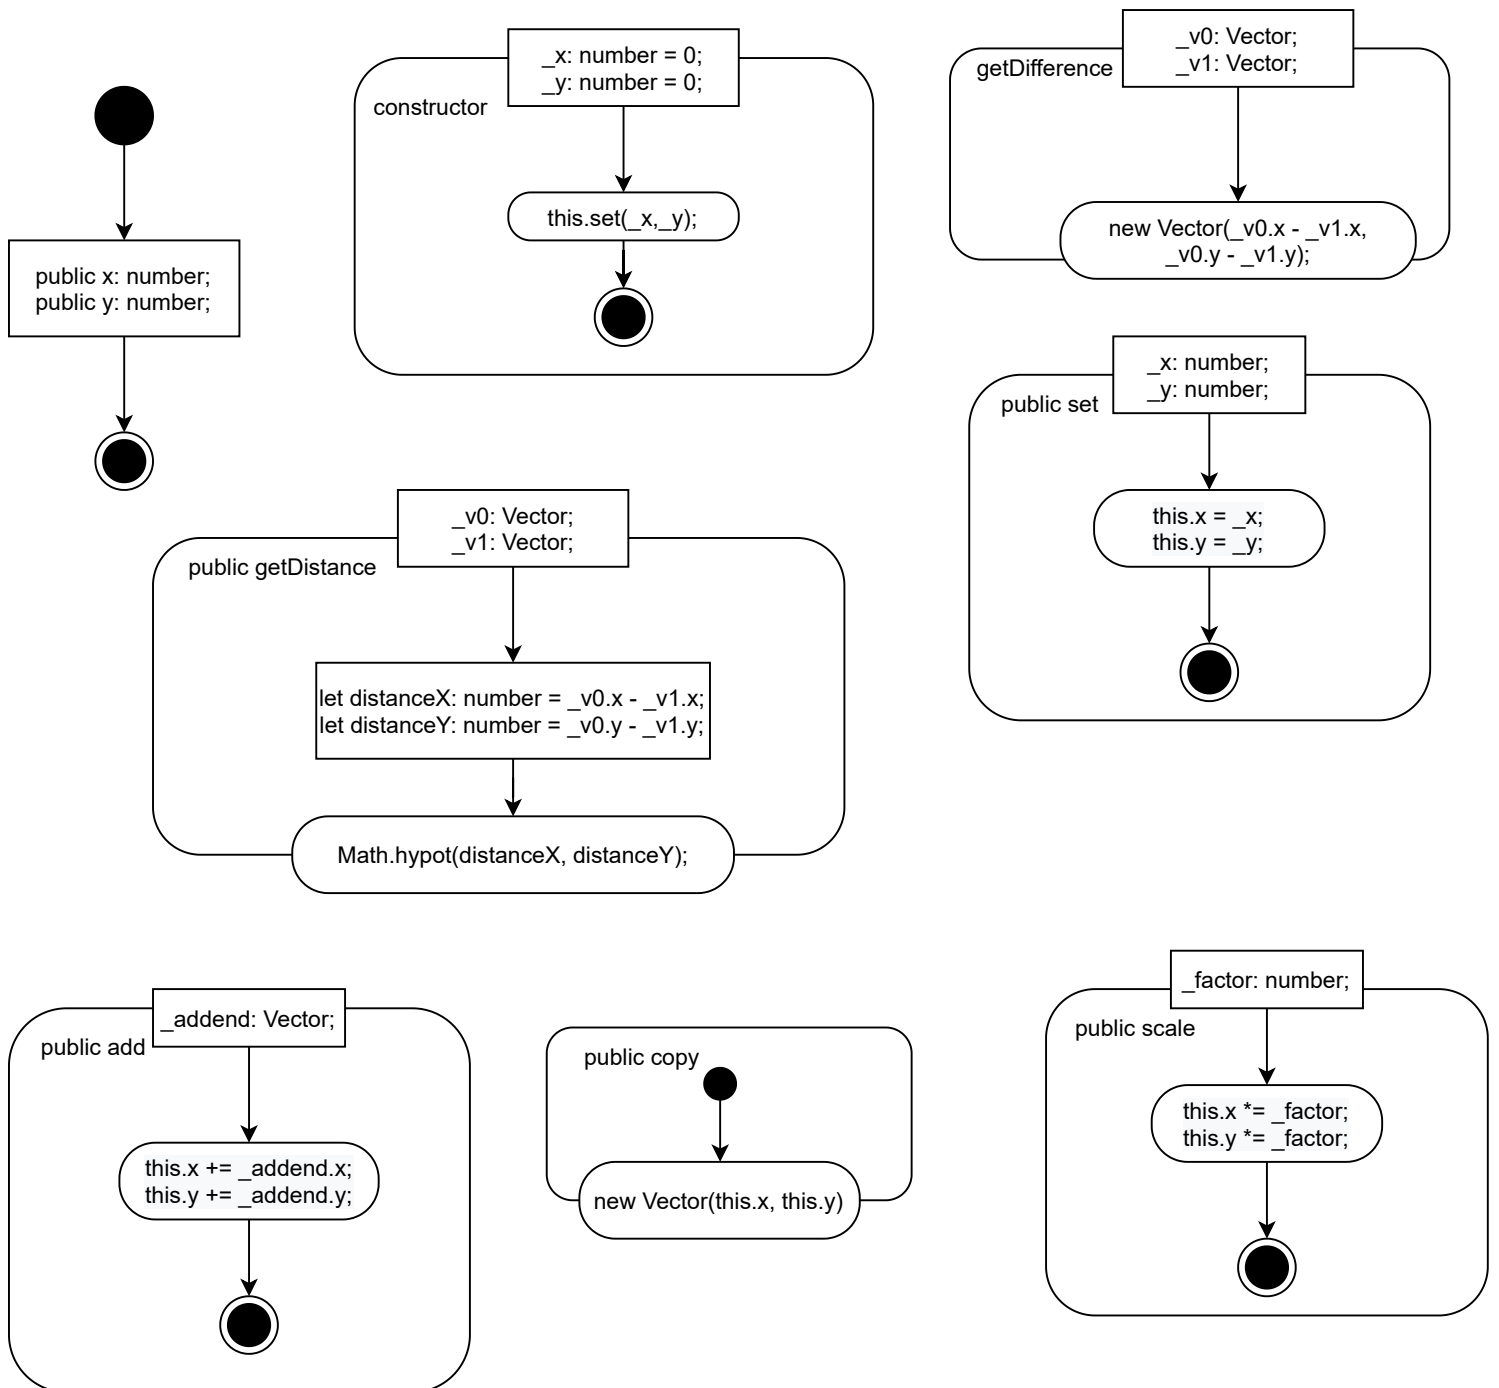 public x: number;
public y: number;
constructor
_x: number = 0;
_y: number = 0;
this.set(_x,_y);
getDifference
_v0: Vector;
_v1: Vector;
new Vector(_v0.x - _v1.x,
_v0.y - _v1.y);
public set
_x: number;
_y: number;
this.x = _x;
this.y = _y;
public getDistance
_v0: Vector;
_v1: Vector;
let distanceX: number = _v0.x - _v1.x;
let distanceY: number = _v0.y - _v1.y;
Math.hypot(distanceX, distanceY);
public add
_addend: Vector;
this.x += _addend.x;
this.y += _addend.y;
public copy
new Vector(this.x, this.y)
public scale
_factor: number;
this.x *= _factor;
this.y *= _factor;